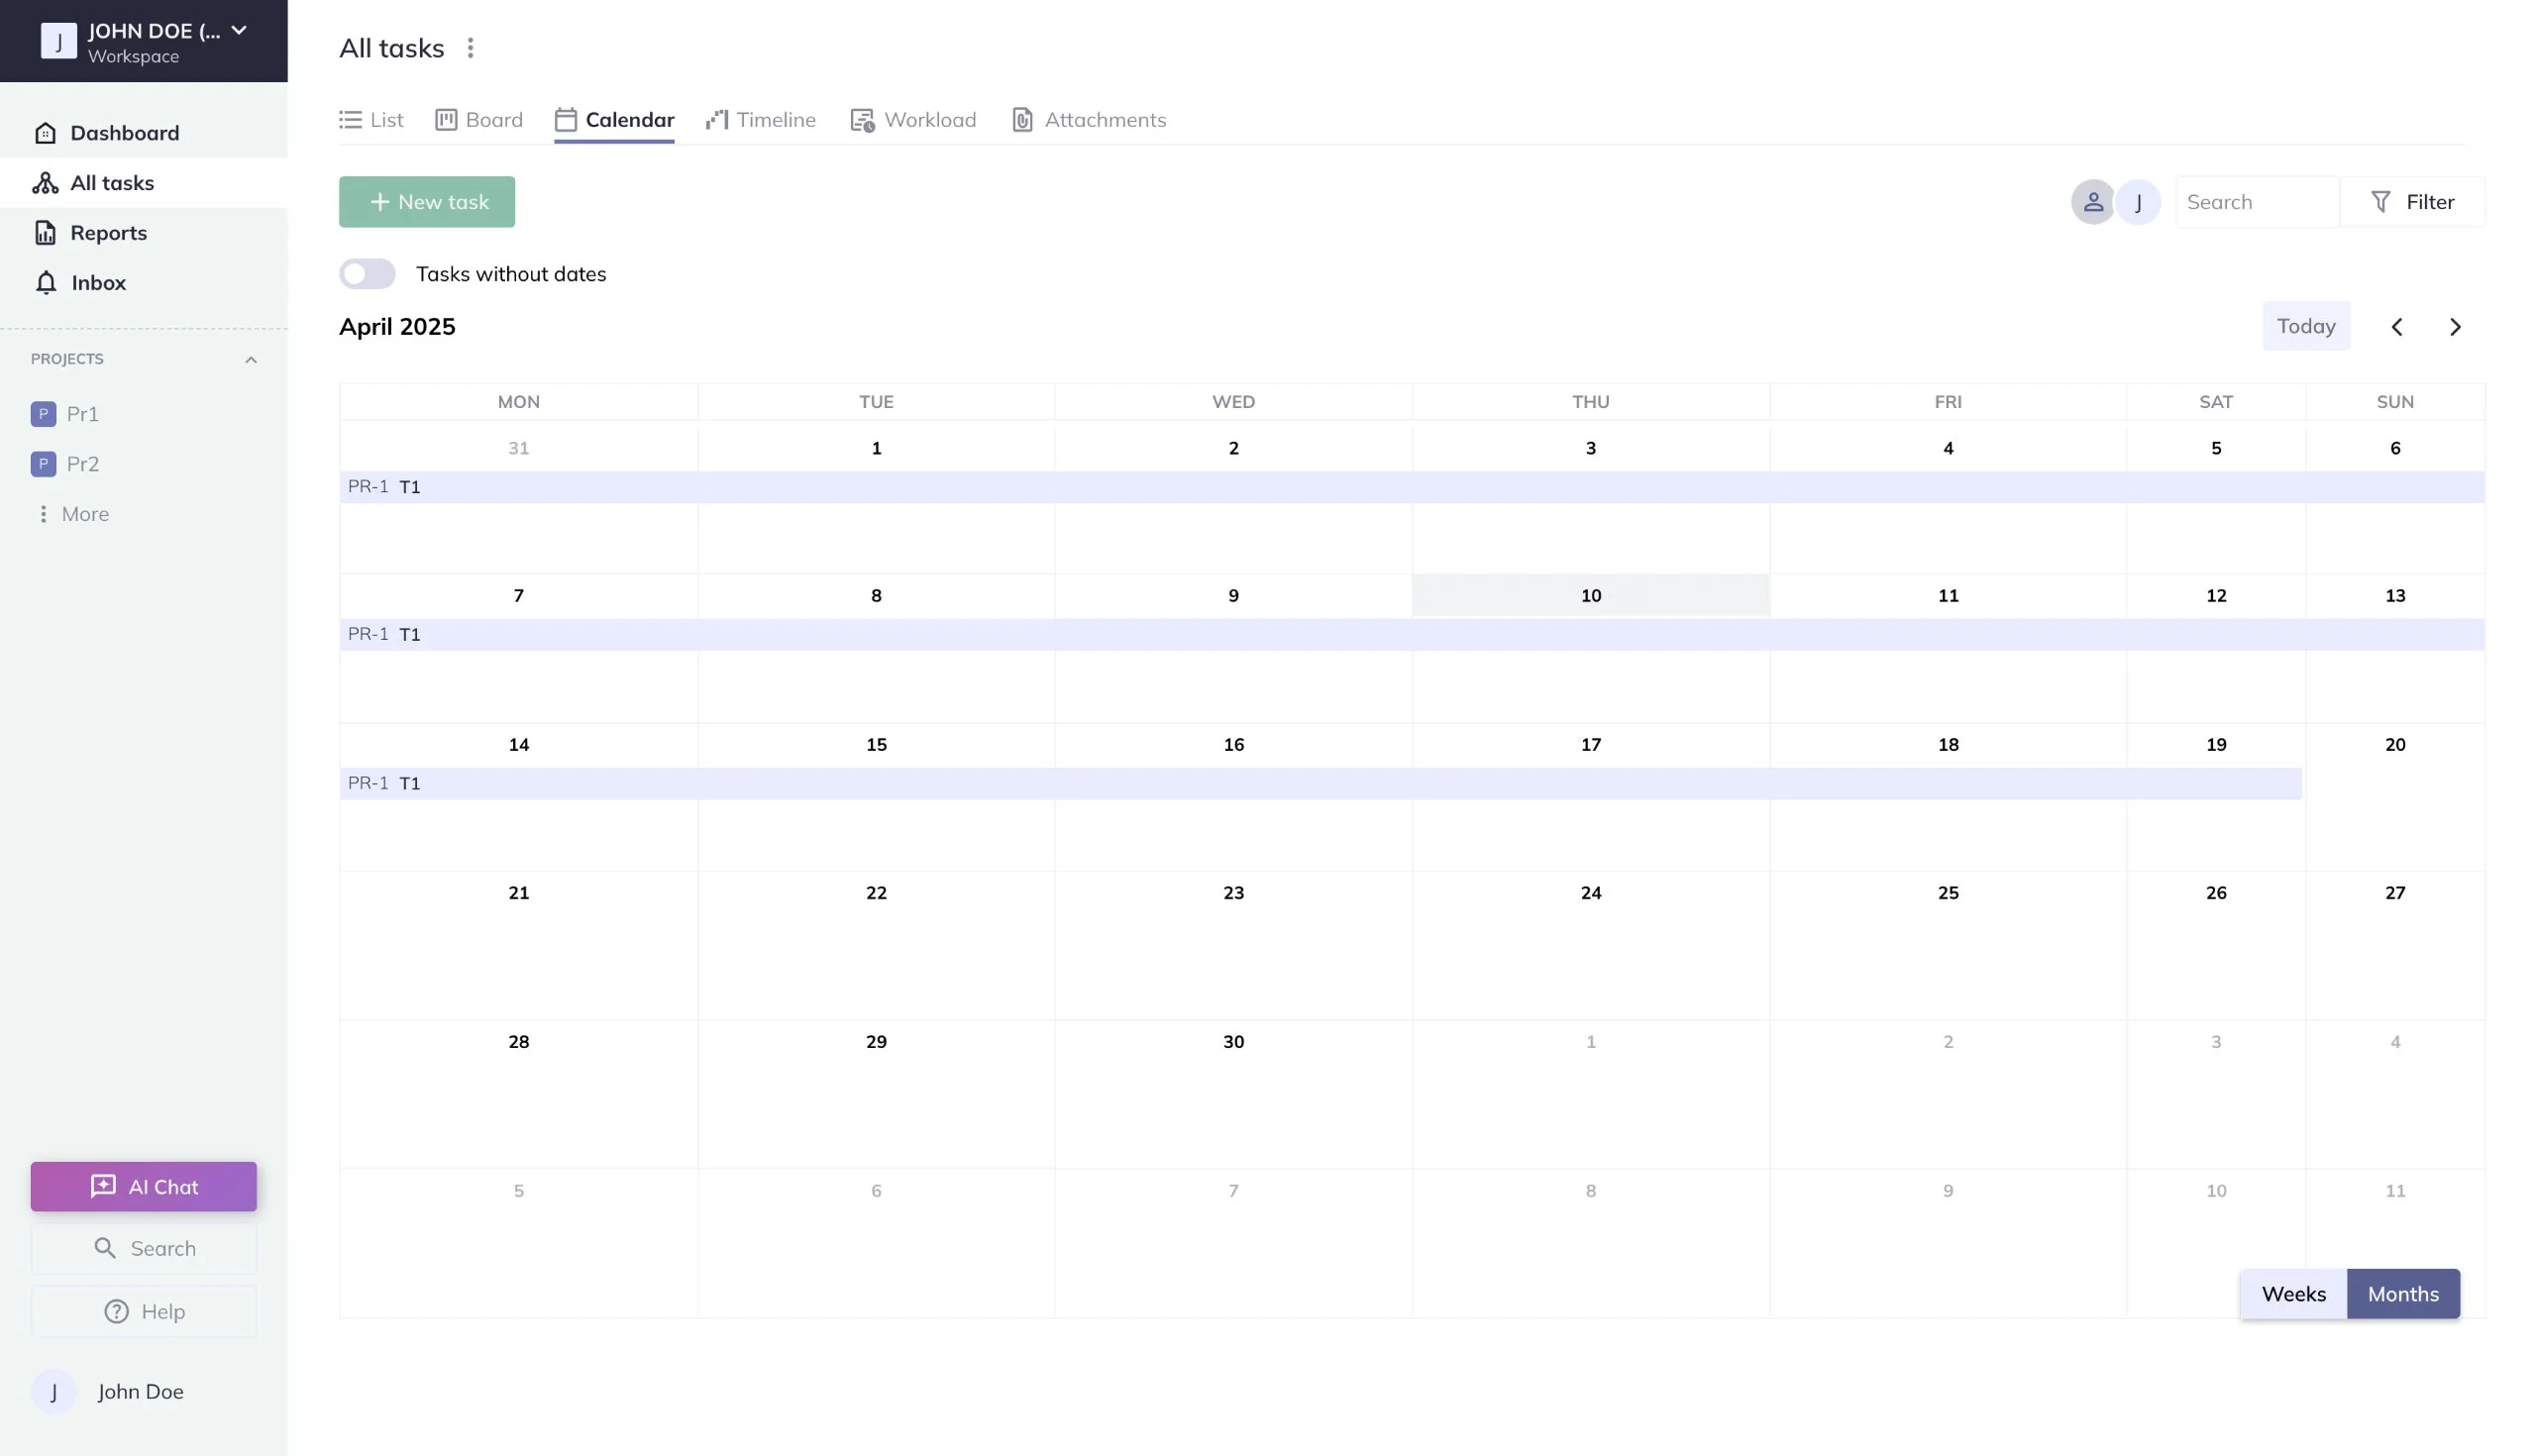 J
JOHN DOE (...
Workspace
Dashboard
All tasks
Reports
Inbox
PROJECTS
P Pr1
P Pr2
More
AI Chat
Search
Help
J John Doe
All tasks
List Board Calendar Timeline Workload Attachments
New task
J Search Filter
Tasks without dates
April 2025
Today
MON TUE WED THU FRI SAT SUN
31 1 2 3 4 5 6
PR-1 T1
7 8 9 10 11 12 13
PR-1 T1
14 15 16 17 18 19 20
PR-1 T1
21 22 23 24 25 26 27
28 29 30 1 2 3 4
5 6 7 8 9 10 11
Weeks Months